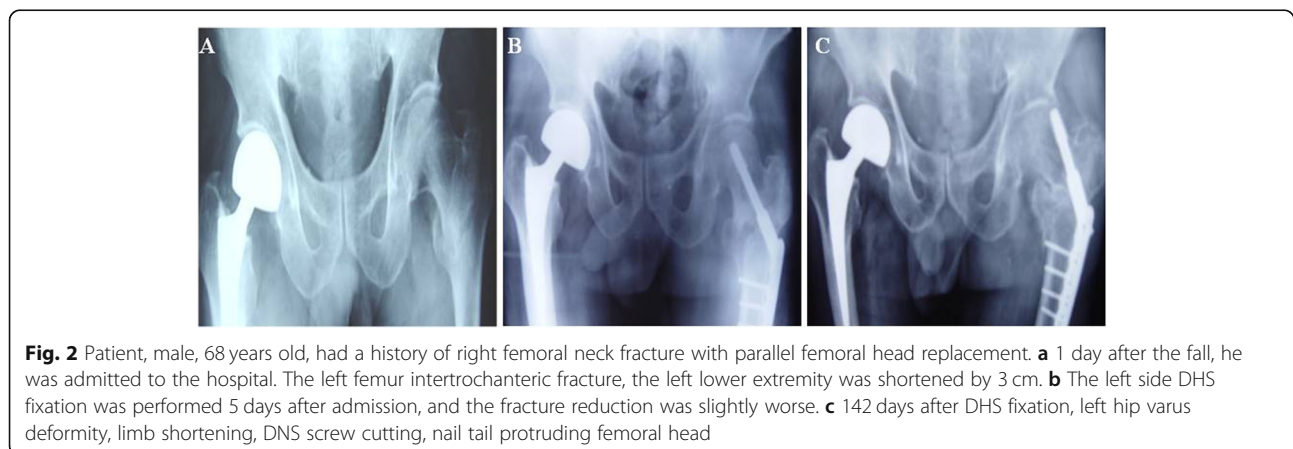 A B C
Fig. 2 Patient, male, 68 years old, had a history of right femoral neck fracture with parallel femoral head replacement. a 1 day after the fall, he
was admitted to the hospital. The left femur intertrochanteric fracture, the left lower extremity was shortened by 3 cm. b The left side DHS
fixation was performed 5 days after admission, and the fracture reduction was slightly worse. c 142 days after DHS fixation, left hip varus
deformity, limb shortening, DNS screw cutting, nail tail protruding femoral head